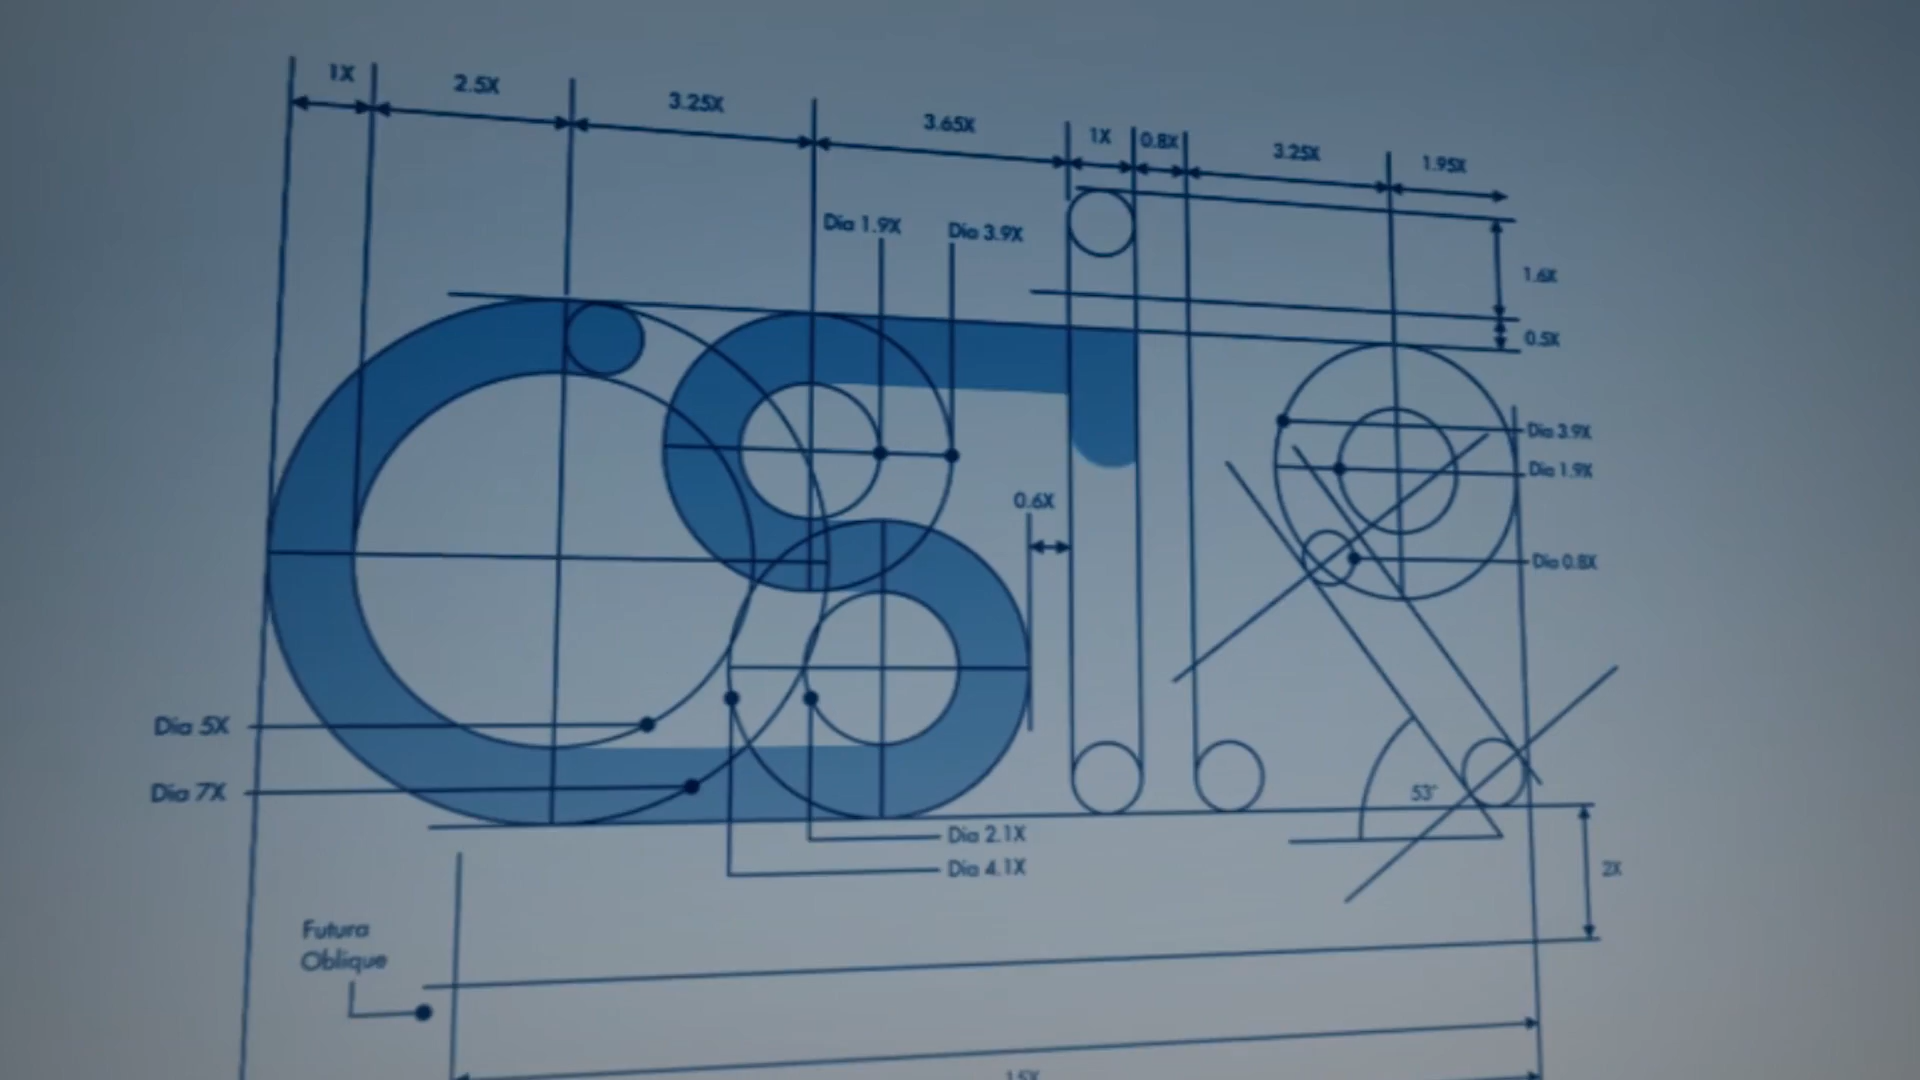 1X
2.5X
3.25X
3.65X
1X
0.8X
3.25X
1.95X
Dia 1.9X
Dia 3.9X
1.6X
0.5X
Dia 3.9X
Dia 1.9X
0.6X
Dia 0.8X
Dia 5X
Dia 7X
53°
Dia 2.1X
Dia 4.1X
2X
Futura
Oblique
15X